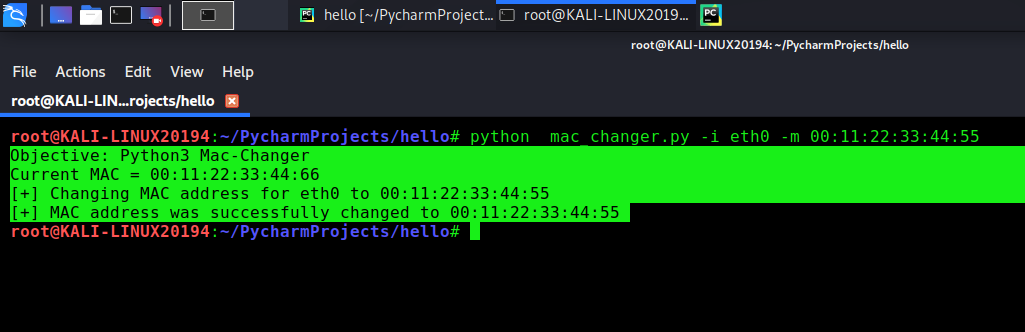 hello [~/PycharmProject...
root@KALI-LINUX2019...
PC
root@KALI-LINUX20194: ~/PycharmProjects/hello
File Actions Edit View Help
root@KALI-LIN...rojects/hello
root@KALI-LINUX20194:~/PycharmProjects/hello# python  mac_changer.py -i eth0 -m 00:11:22:33:44:55
Objective: Python3 Mac-Changer
Current MAC = 00:11:22:33:44:66
[+] Changing MAC address for eth0 to 00:11:22:33:44:55
[+] MAC address was successfully changed to 00:11:22:33:44:55
root@KALI-LINUX20194:~/PycharmProjects/hello#